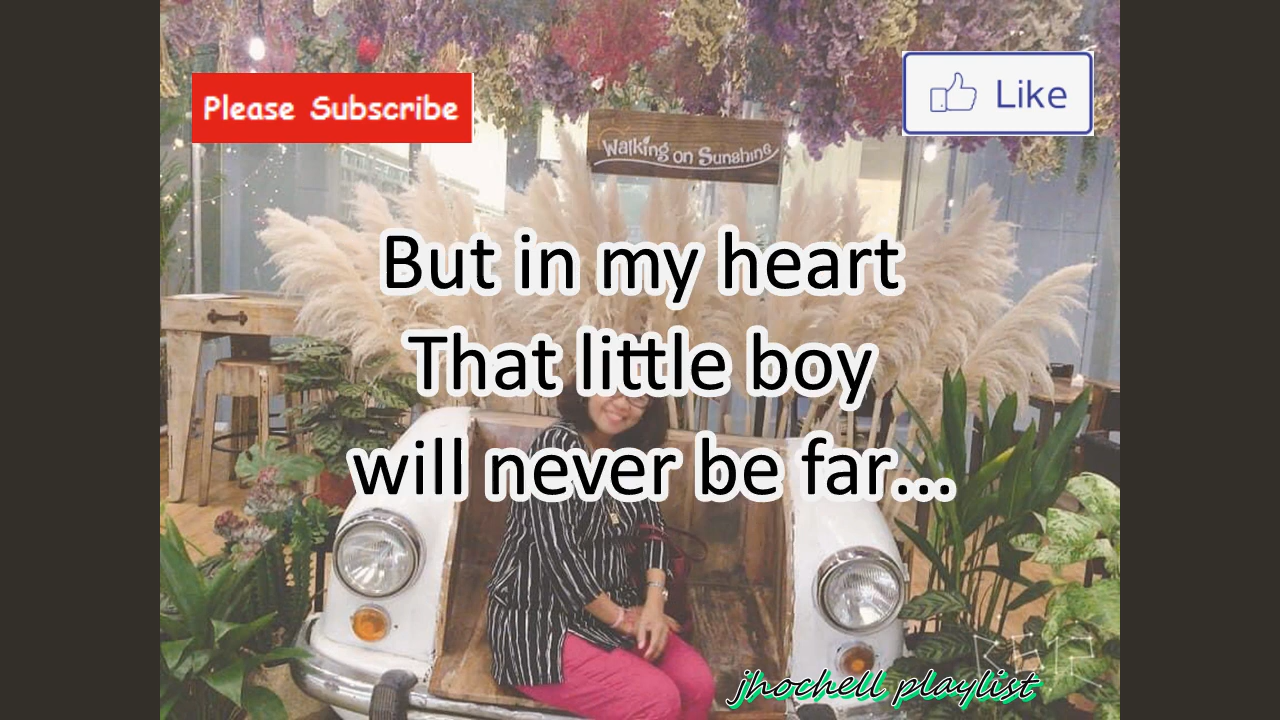 Please Subscribe
Like
Walking on Sunshine
But in my heart
That little boy
will never be far...
jhochell playlist